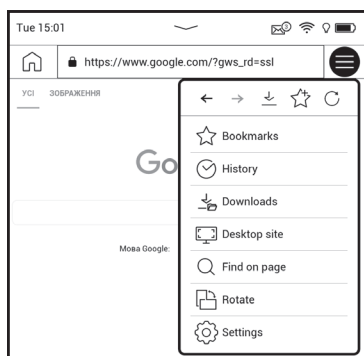 Tue 15:01
3
https://www.google.com/?gws_rd=ssl
УСІ ЗОБРАЖЕННЯ
Go
Мова Google:
Bookmarks
History
Downloads
Desktop site
Find on page
Rotate
Settings